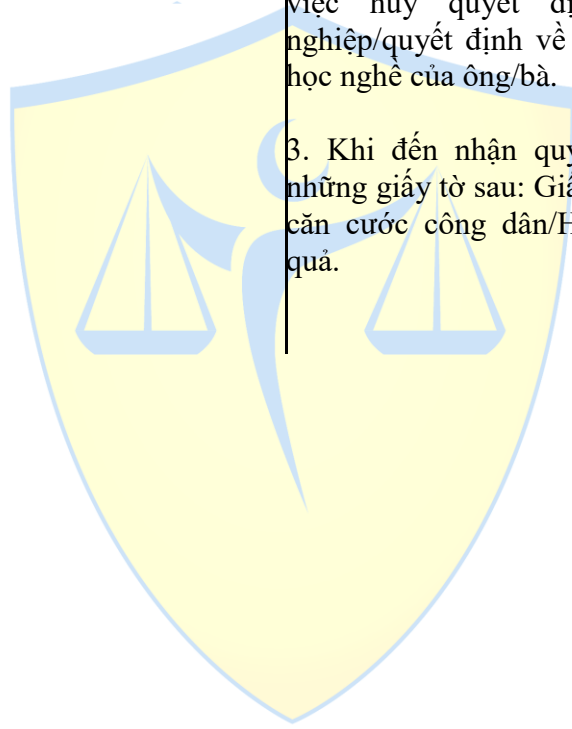 việc hủy quyết đị
nghiệp/quyết định về
học nghề của ông/bà.
3. Khi đến nhận quy
những giấy tờ sau: Giấ
căn cước công dân/H
quả.